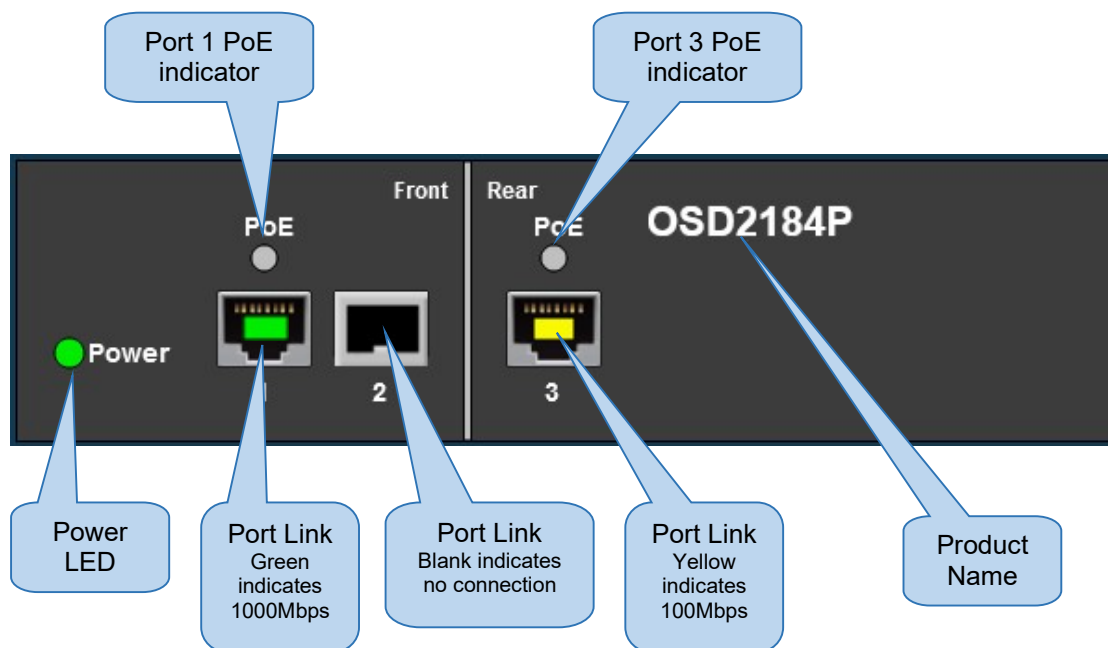 Port 1 PoE
indicator
Port 3 PoE
indicator
Front
Rear
PoE
PoE
OSD2184P
Power
1
2
3
Power
LED
Port Link
Green
indicates
1000Mbps
Port Link
Blank indicates
no connection
Port Link
Yellow
indicates
100Mbps
Product
Name